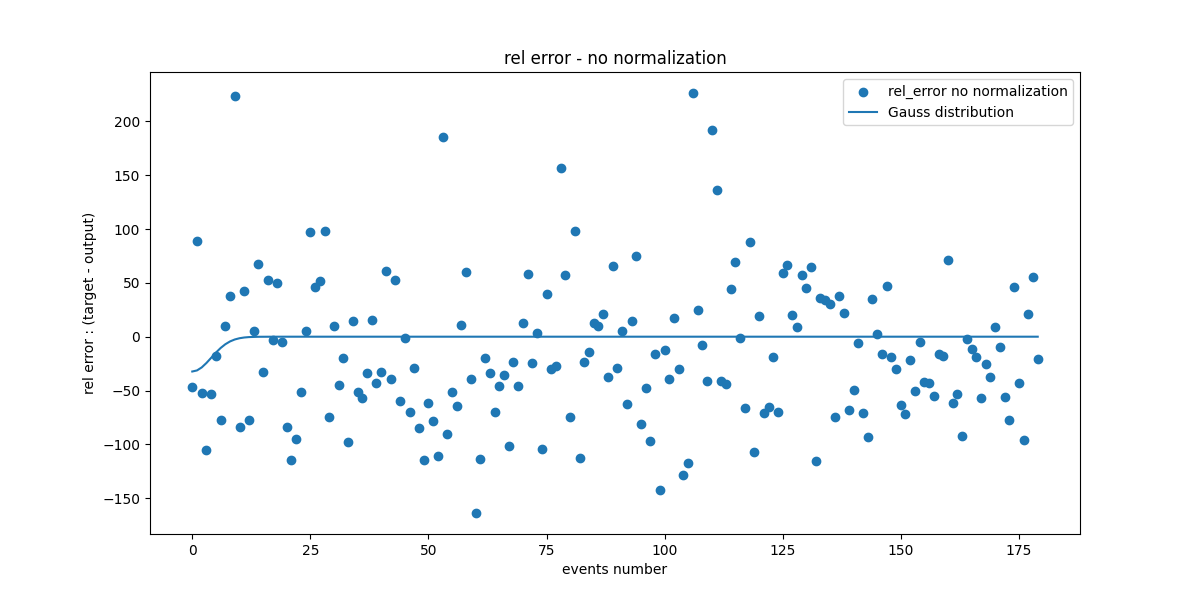 rel error - no normalization
rel_error no normalization
Gauss distribution
rel error : (target - output)
200
150
100
50
0
−50
−100
−150
0 25 50 75 100 125 150 175
events number